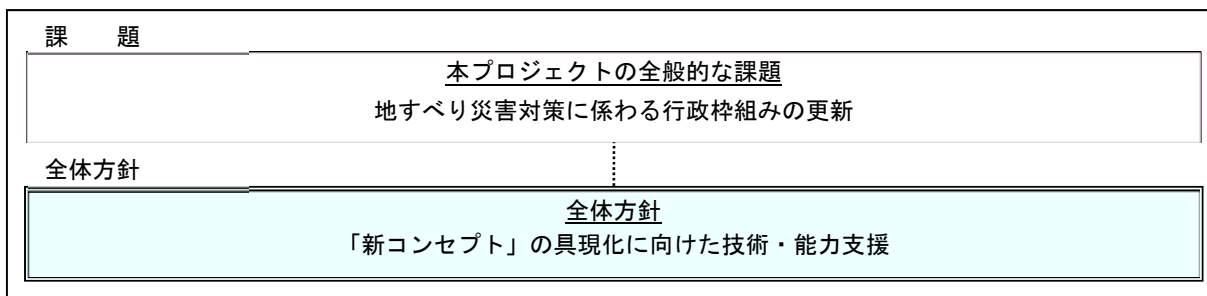 課　　題
本プロジェクトの全般的な課題
地すべり災害対策に係わる行政枠組みの更新
全体方針
全体方針
「新コンセプト」の具現化に向けた技術・能力支援